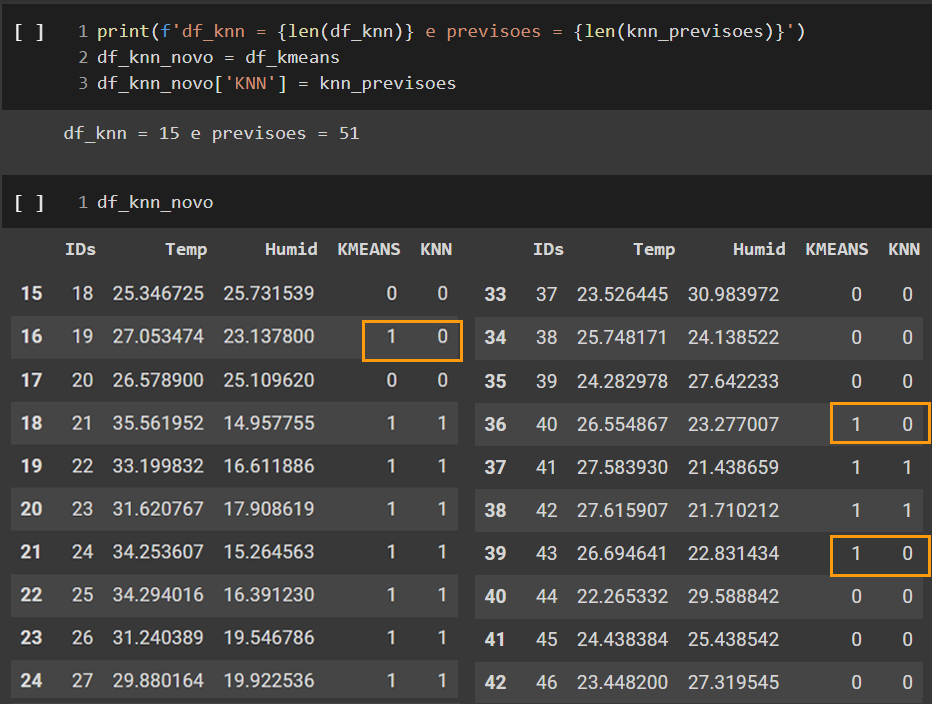 [ ] 1 print(f'df_knn = {len(df_knn)} e previsoes = {len(knn_previsoes)}')
2 df_knn_novo = df_kmeans
3 df_knn_novo['KNN'] = knn_previsoes
df_knn = 15 e previsoes = 51
[ ] 1 df_knn_novo
IDs Temp Humid KMEANS KNN
15 18 25.346725 25.731539 0 0
16 19 27.053474 23.137800 1 0
17 20 26.578900 25.109620 0 0
18 21 35.561952 14.957755 1 1
19 22 33.199832 16.611886 1 1
20 23 31.620767 17.908619 1 1
21 24 34.253607 15.264563 1 1
22 25 34.294016 16.391230 1 1
23 26 31.240389 19.546786 1 1
24 27 29.880164 19.922536 1 1
IDs Temp Humid KMEANS KNN
33 37 23.526445 30.983972 0 0
34 38 25.748171 24.138522 0 0
35 39 24.282978 27.642233 0 0
36 40 26.554867 23.277007 1 0
37 41 27.583930 21.438659 1 1
38 42 27.615907 21.710212 1 1
39 43 26.694641 22.831434 1 0
40 44 22.265332 29.588842 0 0
41 45 24.438384 25.438542 0 0
42 46 23.448200 27.319545 0 0